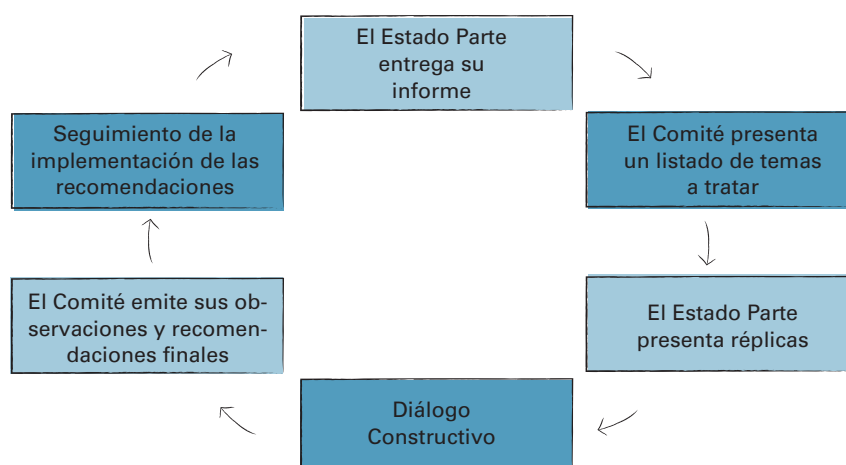 El Estado Parte
entrega su
informe
El Comité presenta
un listado de temas
a tratar
El Estado Parte
presenta réplicas
Diálogo
Constructivo
El Comité emite sus ob-
servaciones y recomen-
daciones finales
Seguimiento de la
implementación de las
recomendaciones